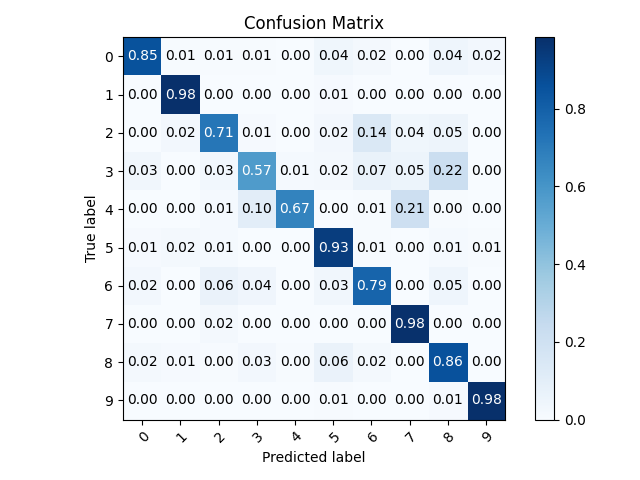 Confusion Matrix
0 0.85 0.01 0.01 0.01 0.00 0.04 0.02 0.00 0.04 0.02
1 0.00 0.98 0.00 0.00 0.00 0.01 0.00 0.00 0.00 0.00
2 0.00 0.02 0.71 0.01 0.00 0.02 0.14 0.04 0.05 0.00
3 0.03 0.00 0.03 0.57 0.01 0.02 0.07 0.05 0.22 0.00
4 0.00 0.00 0.01 0.10 0.67 0.00 0.01 0.21 0.00 0.00
5 0.01 0.02 0.01 0.00 0.00 0.93 0.01 0.00 0.01 0.01
6 0.02 0.00 0.06 0.04 0.00 0.03 0.79 0.00 0.05 0.00
7 0.00 0.00 0.02 0.00 0.00 0.00 0.00 0.98 0.00 0.00
8 0.02 0.01 0.00 0.03 0.00 0.06 0.02 0.00 0.86 0.00
9 0.00 0.00 0.00 0.00 0.00 0.01 0.00 0.00 0.01 0.98
0 1 2 3 4 5 6 7 8 9
Predicted label
True label
0.8
0.6
0.4
0.2
0.0